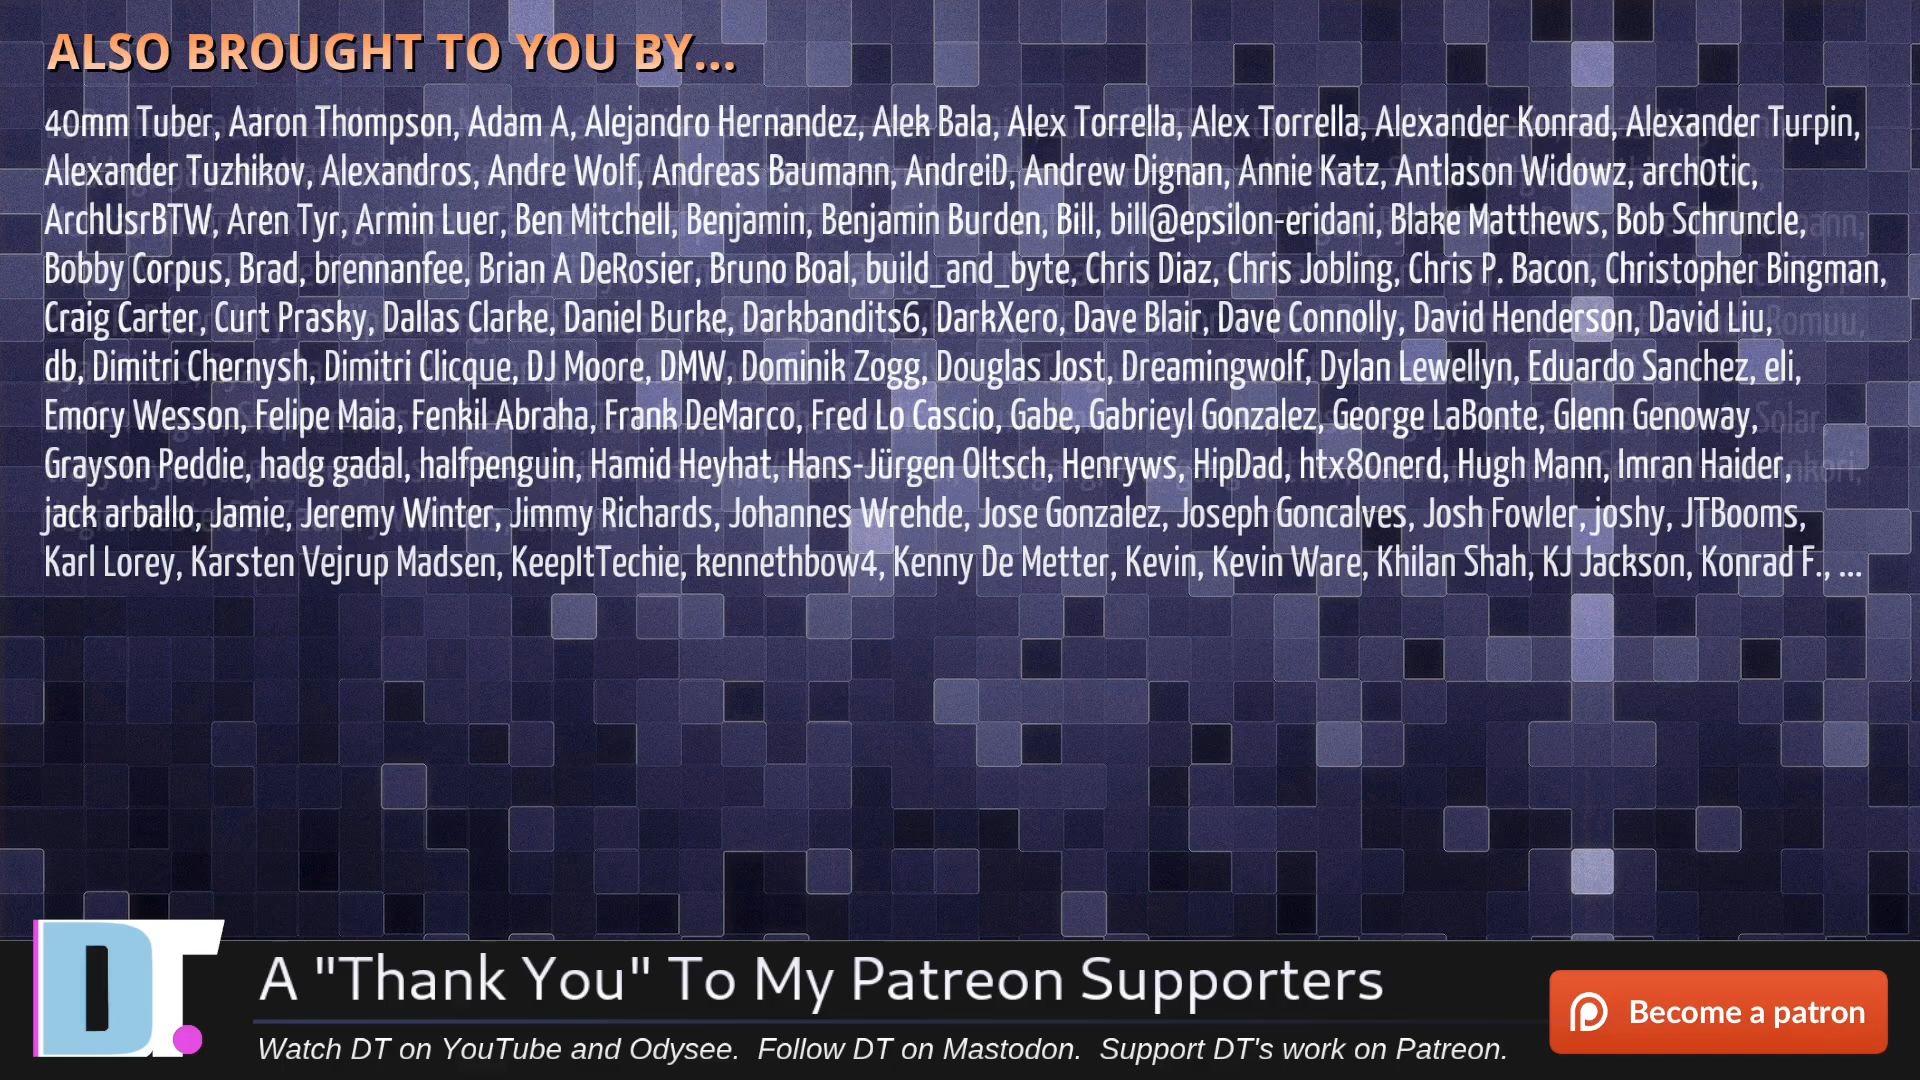 ALSO BROUGHT TO YOU BY...
40mm Tuber, Aaron Thompson, Adam A, Alejandro Hernandez, Alek Bala, Alex Torrella, Alex Torrella, Alexander Konrad, Alexander Turpin,
Alexander Tuzhikov, Alexandros, Andre Wolf, Andreas Baumann, AndreiD, Andrew Dignan, Annie Katz, Antlason Widowz, arch0tic,
ArchUsrBTW, Aren Tyr, Armin Luer, Ben Mitchell, Benjamin, Benjamin Burden, Bill, bill@epsilon-eridani, Blake Matthews, Bob Schruncle,
Bobby Corpus, Brad, brennanfee, Brian A DeRosier, Bruno Boal, build_and_byte, Chris Diaz, Chris Jobling, Chris P. Bacon, Christopher Bingman,
Craig Carter, Curt Prasky, Dallas Clarke, Daniel Burke, Darkbandits6, DarkXero, Dave Blair, Dave Connolly, David Henderson, David Liu,
db, Dimitri Chernysh, Dimitri Clicque, DJ Moore, DMW, Dominik Zogg, Douglas Jost, Dreamingwolf, Dylan Lewellyn, Eduardo Sanchez, eli,
Emory Wesson, Felipe Maia, Fenkil Abraha, Frank DeMarco, Fred Lo Cascio, Gabe, Gabrieyl Gonzalez, George LaBonte, Glenn Genoway,
Grayson Peddie, hadg gadal, halfpenguin, Hamid Heyhat, Hans-Jürgen Oltsch, Henryws, HipDad, htx80nerd, Hugh Mann, Imran Haider,
jack arballo, Jamie, Jeremy Winter, Jimmy Richards, Johannes Wrehde, Jose Gonzalez, Joseph Goncalves, Josh Fowler, joshy, JTBooms,
Karl Lorey, Karsten Vejrup Madsen, KeepItTechie, kennethbow4, Kenny De Metter, Kevin, Kevin Ware, Khilan Shah, KJ Jackson, Konrad F., ...
DT
A "Thank You" To My Patreon Supporters
Watch DT on YouTube and Odysee. Follow DT on Mastodon. Support DT's work on Patreon.
Become a patron